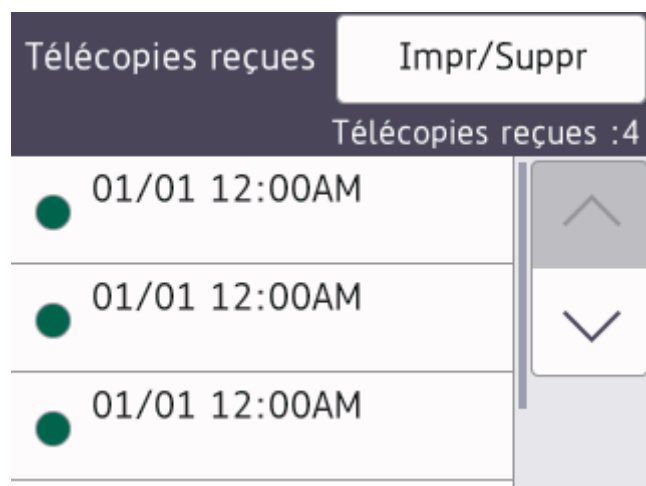 Télécopies reçues
Impr/Suppr
Télécopies reçues :4
01/01 12:00AM
01/01 12:00AM
01/01 12:00AM